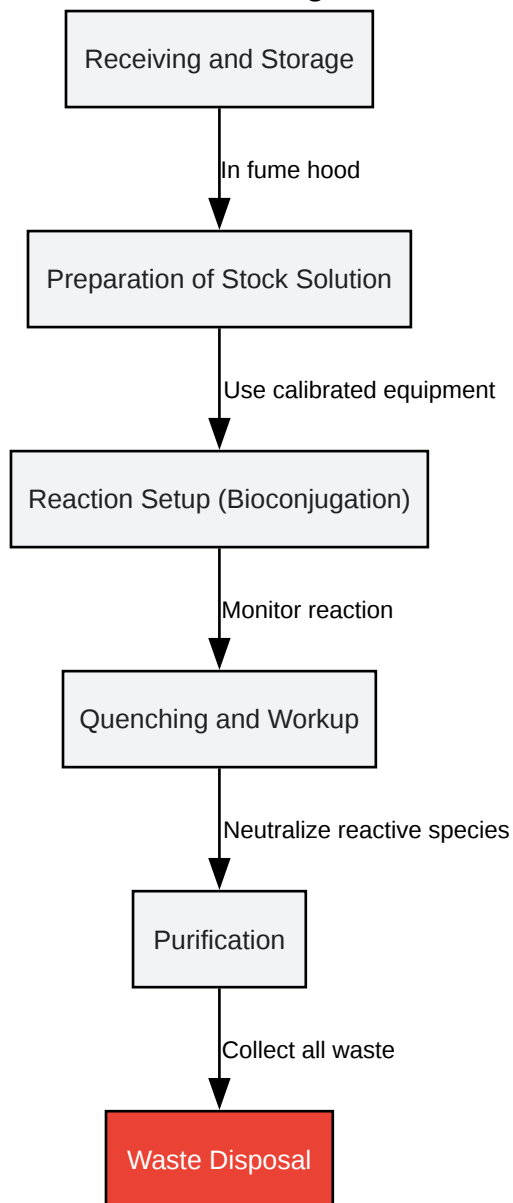 Receiving and Storage
In fume hood
Preparation of Stock Solution
Use calibrated equipment
Reaction Setup (Bioconjugation)
Monitor reaction
Quenching and Workup
Neutralize reactive species
Purification
Collect all waste
Waste Disposal